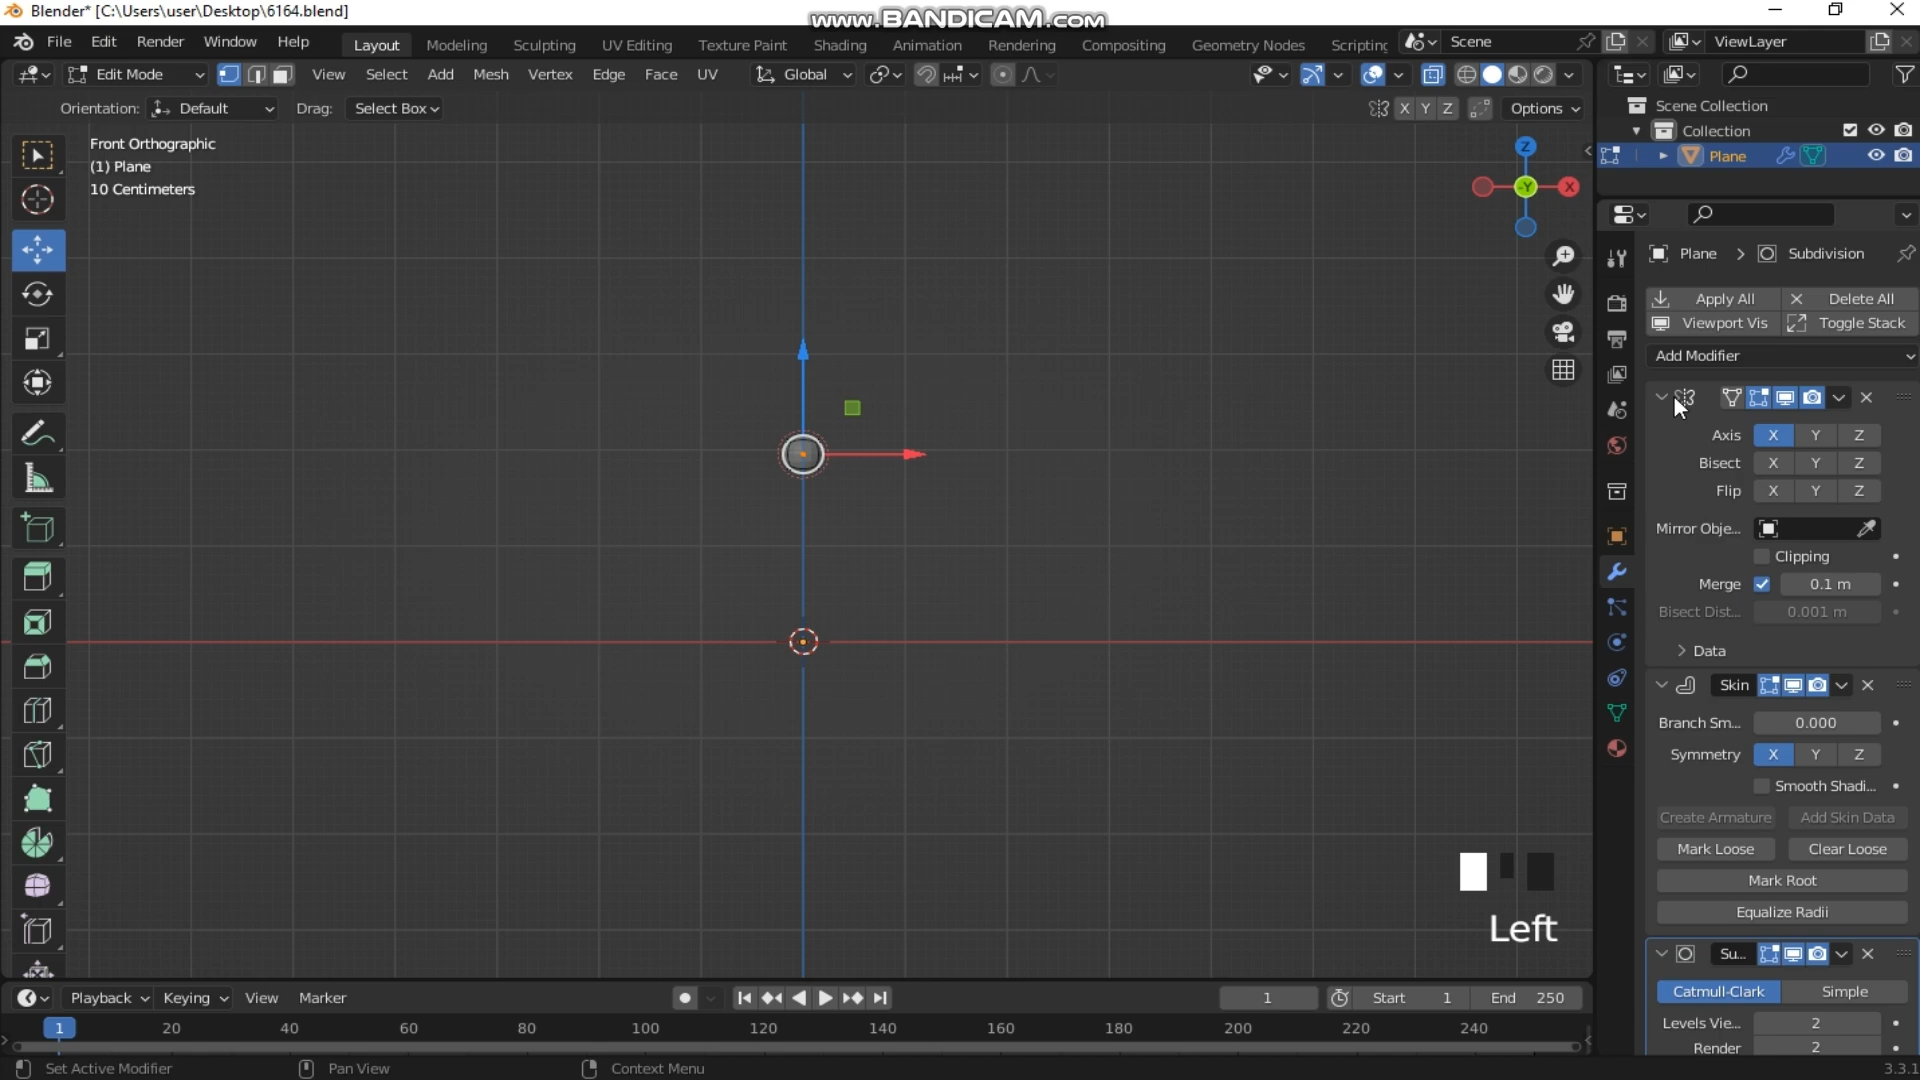 Blender* [C:\Users\user\Desktop\6164.blend]
www.BANDICAM.com
File Edit Render Window Help
Layout Modeling Sculpting UV Editing Texture Paint Shading Animation Rendering Compositing Geometry Nodes Scripting
Scene
ViewLayer
Edit Mode
View Select Add Mesh Vertex Edge Face UV
Global
Orientation: Default Drag: Select Box
X Y Z
Options
Front Orthographic
(1) Plane
10 Centimeters
Z
-Y
X
Left
Scene Collection
Collection
Plane
Plane > Subdivision
Apply All
Delete All
Viewport Vis
Toggle Stack
Add Modifier
Axis X Y Z
Bisect X Y Z
Flip X Y Z
Mirror Obje...
Clipping
Merge 0.1 m
Bisect Dist... 0.001 m
Data
Skin
Branch Sm... 0.000
Symmetry X Y Z
Smooth Shadi...
Create Armature Add Skin Data
Mark Loose Clear Loose
Mark Root
Equalize Radii
Su...
Catmull-Clark Simple
Levels Vie... 2
Render 2
Playback Keying View Marker
1
Start 1 End 250
1 20 40 60 80 100 120 140 160 180 200 220 240
Set Active Modifier Pan View Context Menu 3.3.1